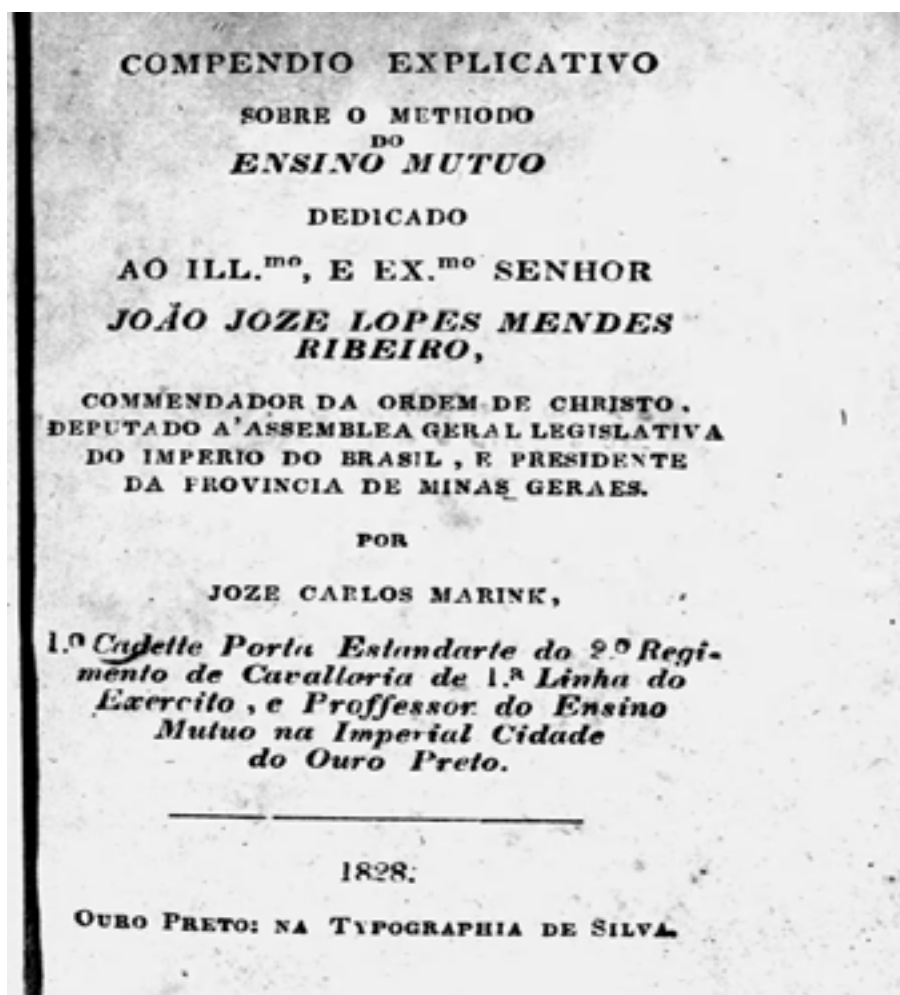 COMPENDIO EXPLICATIVO
SOBRE O METHODO
DO
ENSINO MUTUO
DEDICADO
AO ILL.mo, E EX.mo SENHOR
JOÃO JOZE LOPES MENDES
RIBEIRO,
COMMENDADOR DA ORDEM DE CHRISTO,
DEPUTADO A' ASSEMBLEA GERAL LEGISLATIVA
DO IMPERIO DO BRASIL, E PRESIDENTE
DA PROVINCIA DE MINAS GERAES.
POR
JOZE CARLOS MARINK,
1.º Cadette Porta Estandarte do 2.º Regi-
mento de Cavallaria de 1.ª Linha do
Exercito, e Proffessor do Ensino
Mutuo na Imperial Cidade
do Ouro Preto.
1828.
OURO PRETO: NA TYPOGRAPHIA DE SILVA.